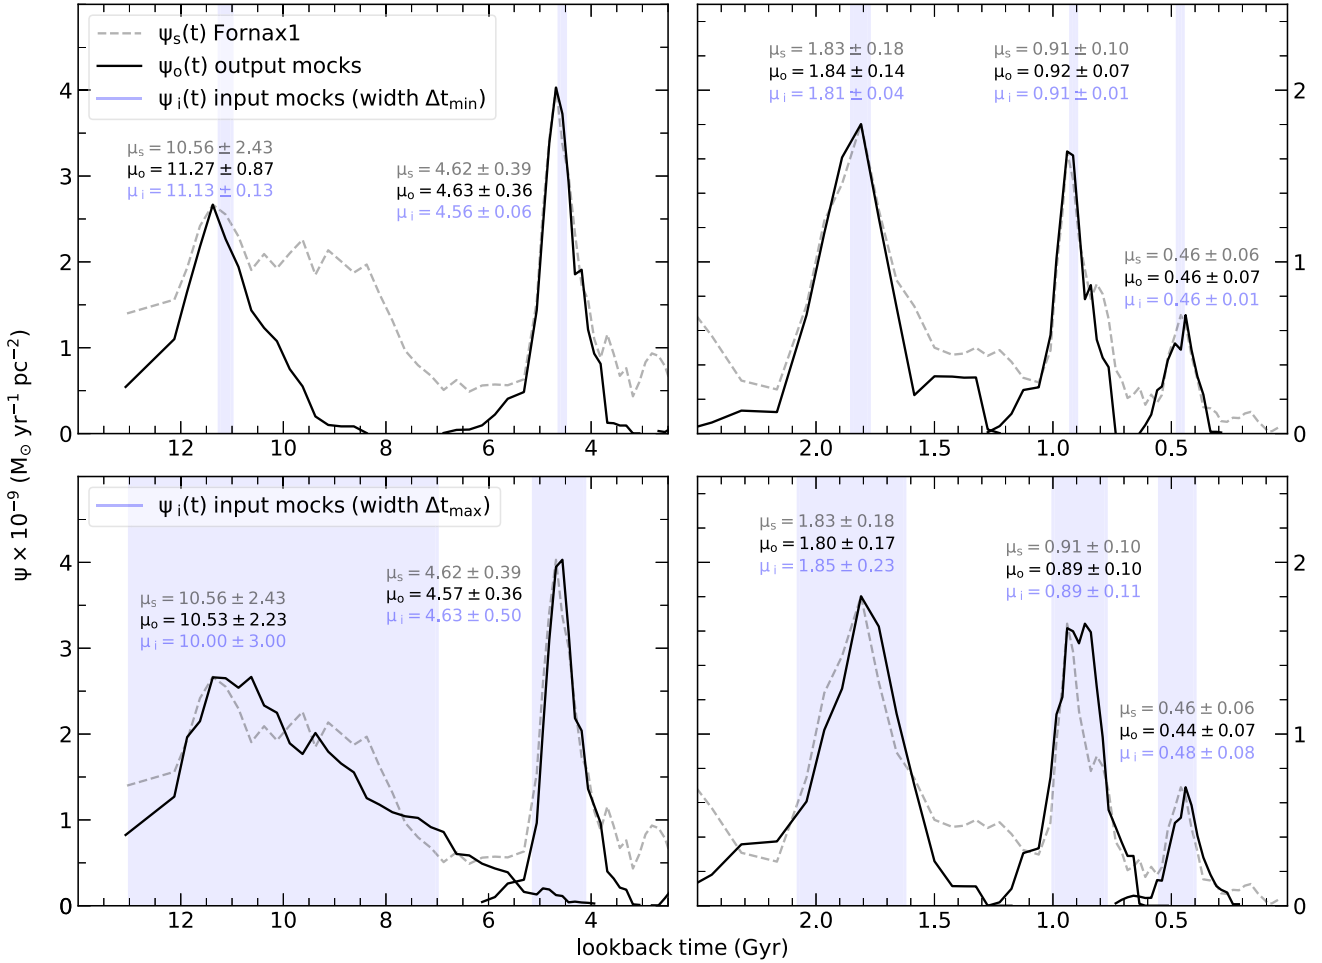 ψs(t) Fornax1
ψo(t) output mocks
ψi(t) input mocks (width Δtmin)
μs = 10.56 ± 2.43
μo = 11.27 ± 0.87
μi = 11.13 ± 0.13
μs = 4.62 ± 0.39
μo = 4.63 ± 0.36
μi = 4.56 ± 0.06
4
3
2
1
0
12
10
8
6
4
μs = 1.83 ± 0.18
μo = 1.84 ± 0.14
μi = 1.81 ± 0.04
μs = 0.91 ± 0.10
μo = 0.92 ± 0.07
μi = 0.91 ± 0.01
μs = 0.46 ± 0.06
μo = 0.46 ± 0.07
μi = 0.46 ± 0.01
2
1
0
2.0
1.5
1.0
0.5
ψ × 10⁻⁹ (M⊙ yr⁻¹ pc⁻²)
ψi(t) input mocks (width Δtmax)
μs = 10.56 ± 2.43
μo = 10.53 ± 2.23
μi = 10.00 ± 3.00
μs = 4.62 ± 0.39
μo = 4.57 ± 0.36
μi = 4.63 ± 0.50
4
3
2
1
0
12
10
8
6
4
μs = 1.83 ± 0.18
μo = 1.80 ± 0.17
μi = 1.85 ± 0.23
μs = 0.91 ± 0.10
μo = 0.89 ± 0.10
μi = 0.89 ± 0.11
μs = 0.46 ± 0.06
μo = 0.44 ± 0.07
μi = 0.48 ± 0.08
2
1
0
2.0
1.5
1.0
0.5
lookback time (Gyr)